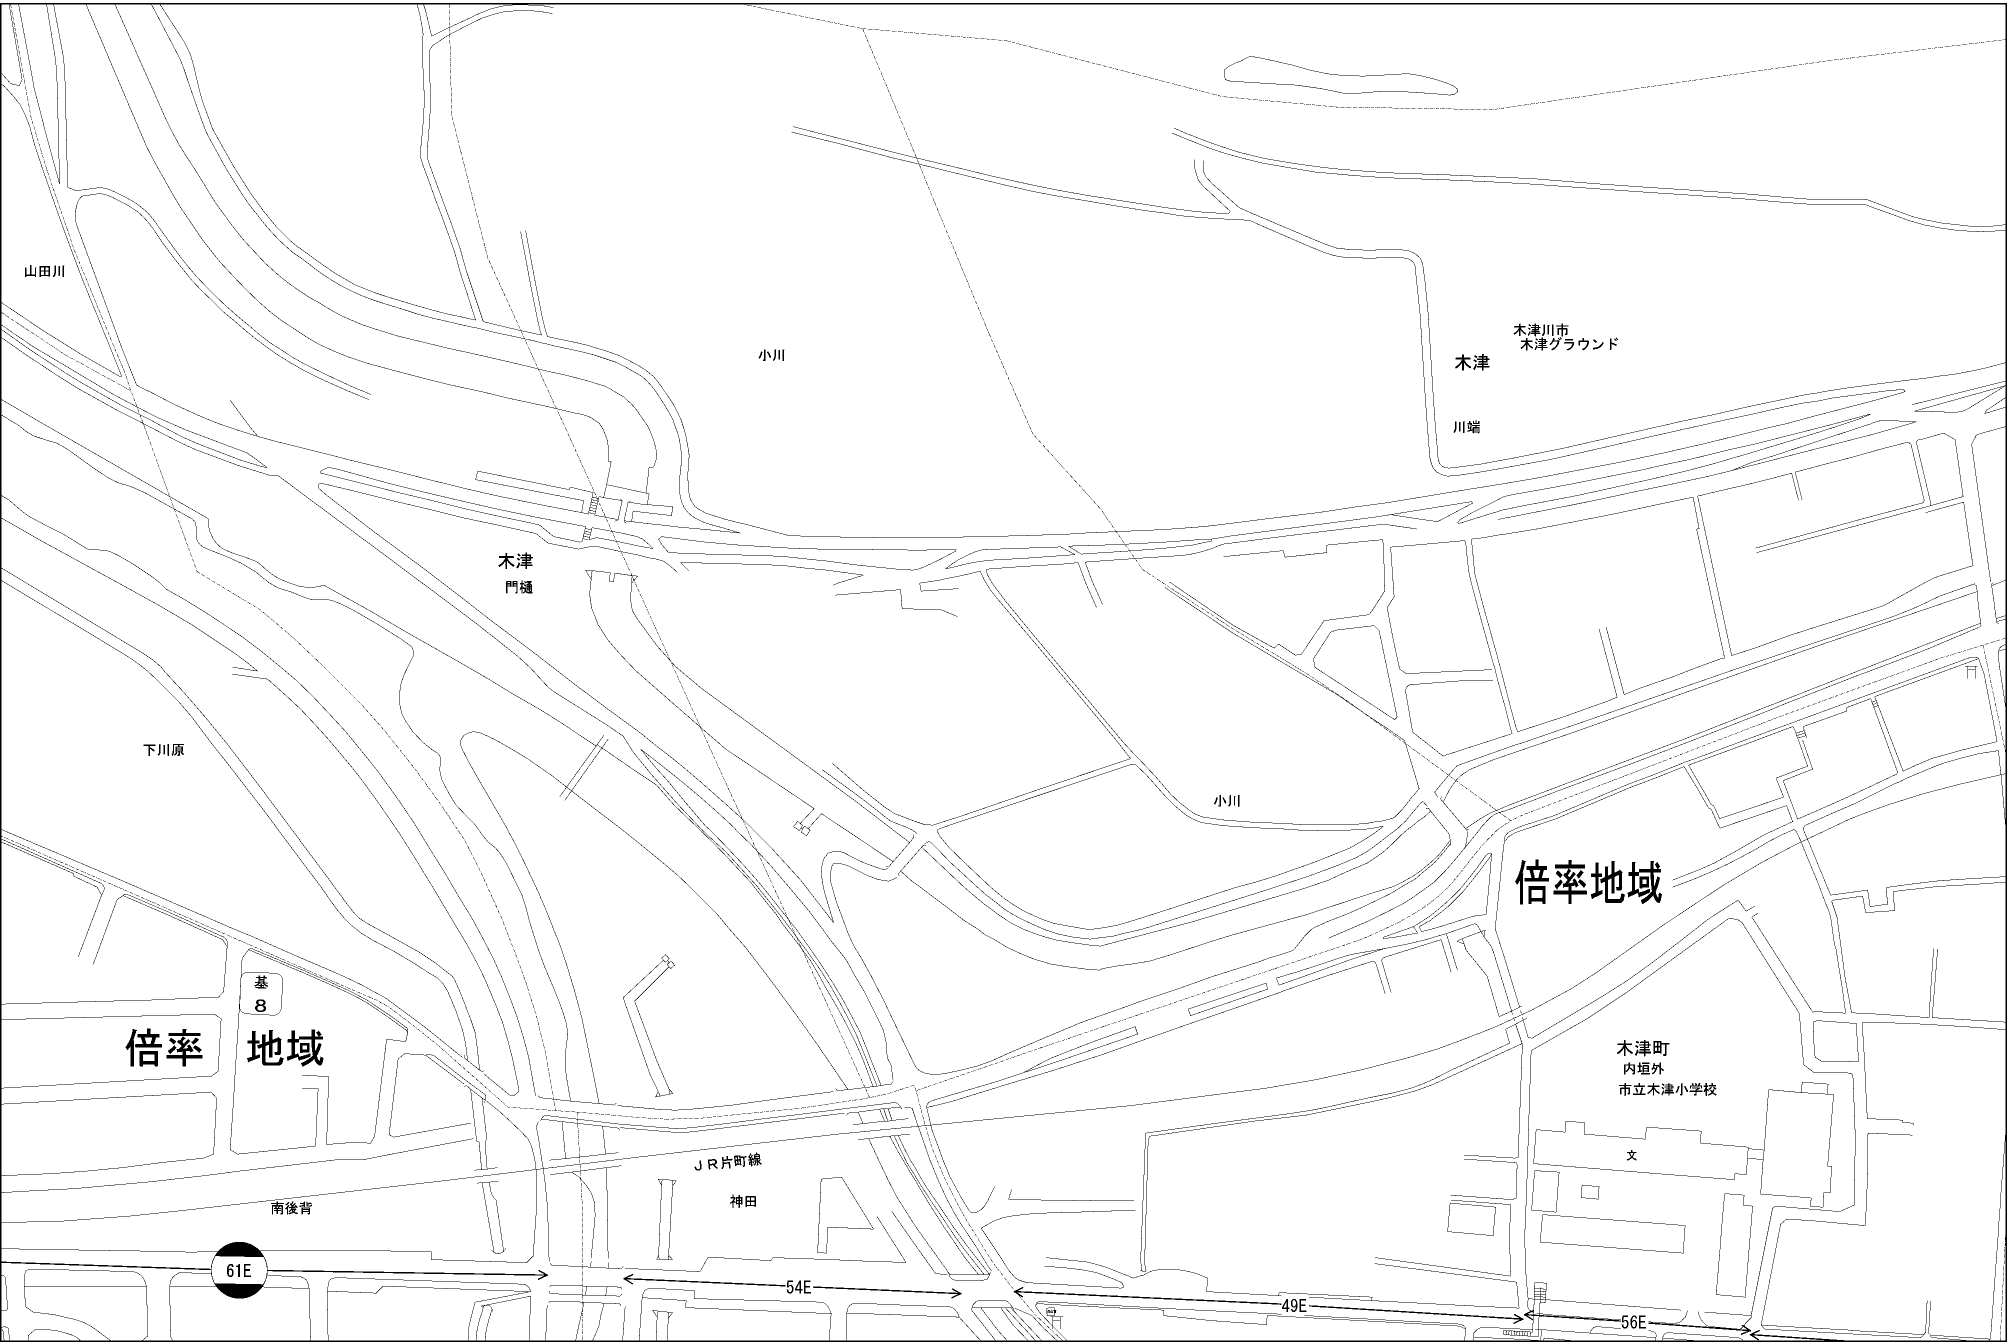 山田川
小川
木津川市
木津グラウンド
木津
川端
木津
門樋
下川原
小川
倍率地域
基
8
倍率 地域
木津町
内垣外
市立木津小学校
文
JR片町線
神田
南後背
61E
54E
49E
56E